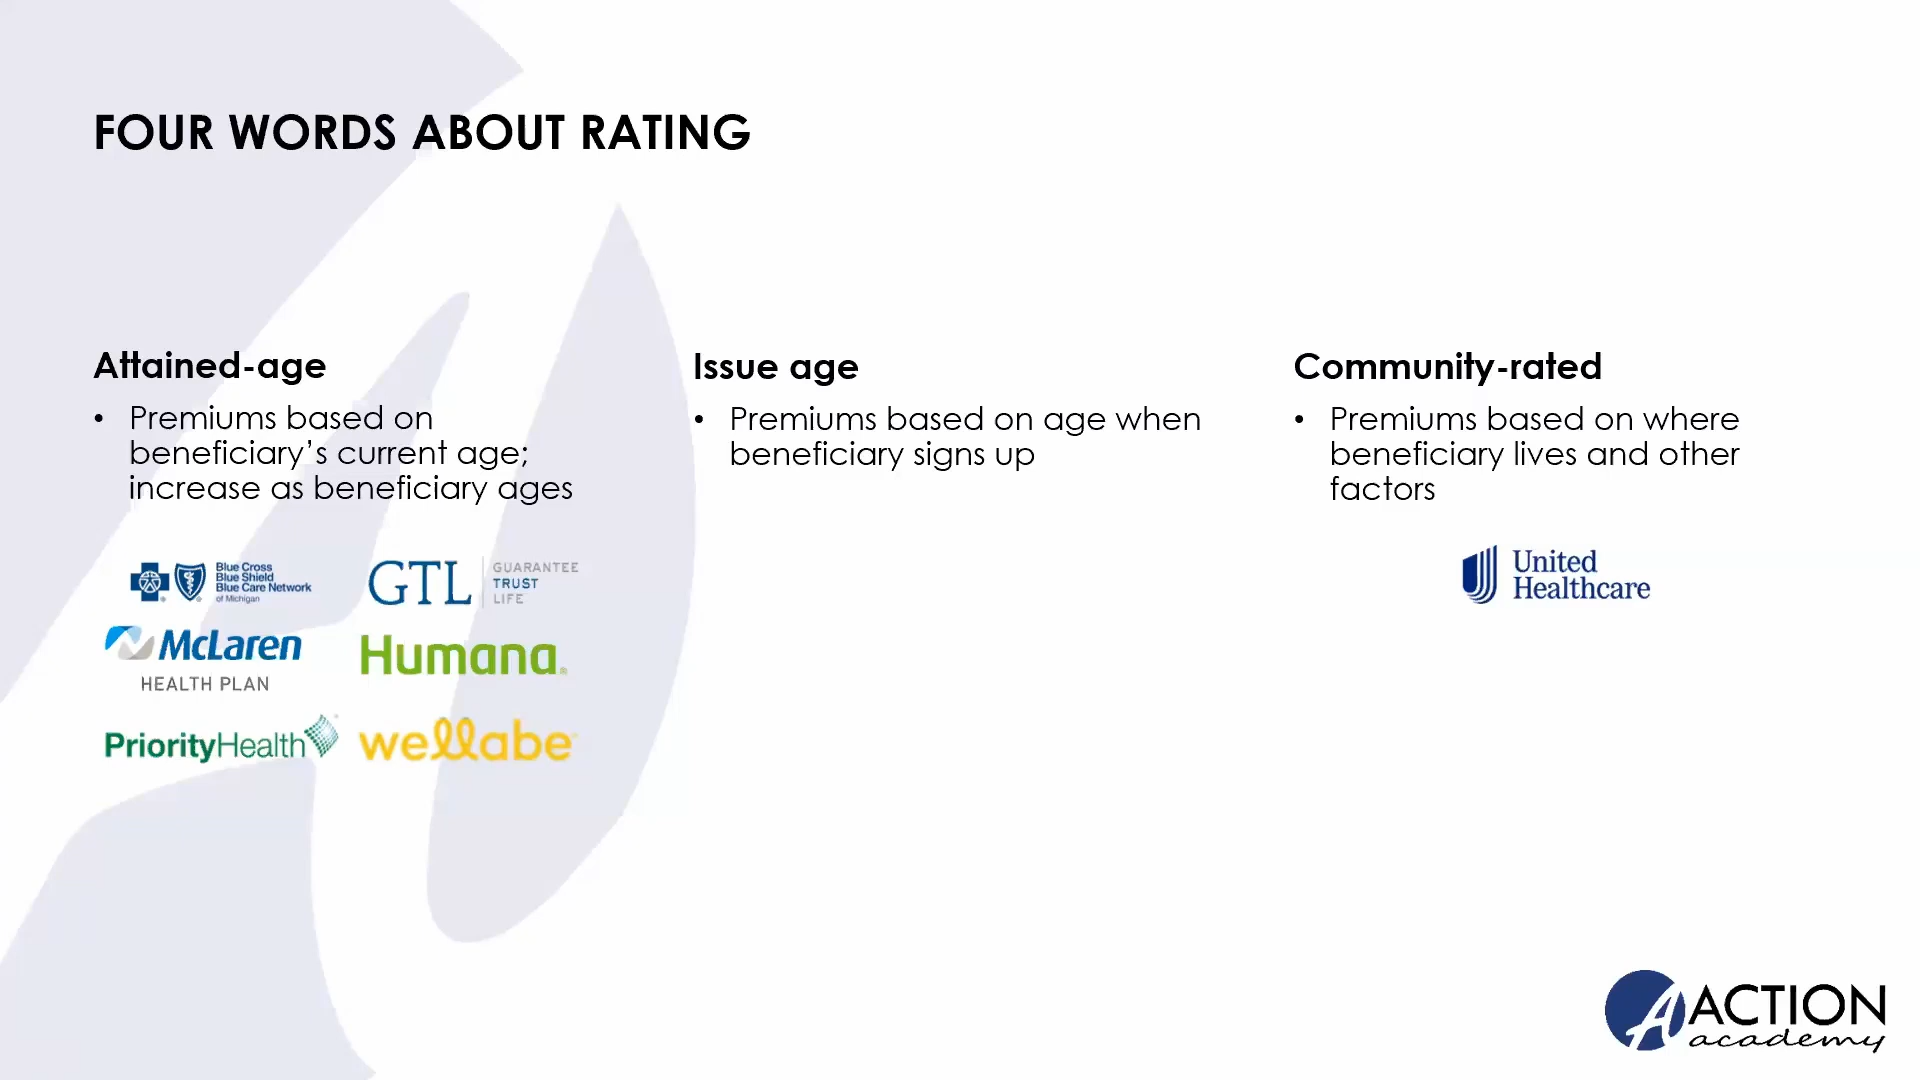 FOUR WORDS ABOUT RATING
Attained-age
• Premiums based on
beneficiary’s current age;
increase as beneficiary ages
Blue Cross
Blue Shield
Blue Care Network
of Michigan
GTL
GUARANTEE
TRUST
LIFE
McLaren
HEALTH PLAN
Humana®
PriorityHealth
wellabe
Issue age
• Premiums based on age when
beneficiary signs up
Community-rated
• Premiums based on where
beneficiary lives and other
factors
United
Healthcare
A ACTION
academy